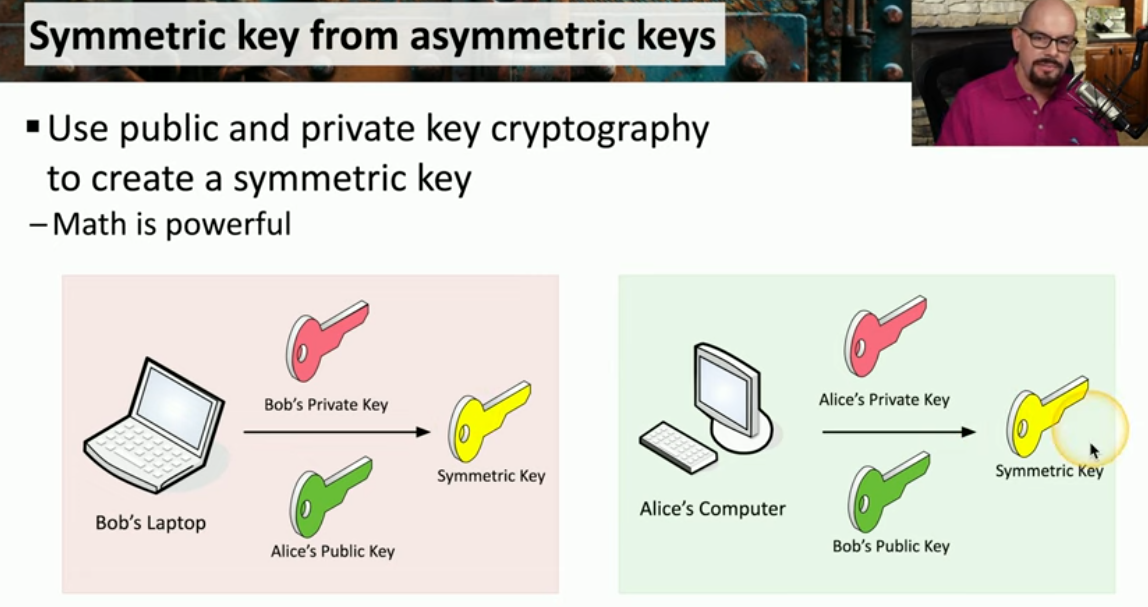 Symmetric key from asymmetric keys
▪ Use public and private key cryptography
to create a symmetric key
– Math is powerful
Bob's Private Key
Symmetric Key
Bob's Laptop
Alice's Public Key
Alice's Private Key
Symmetric Key
Alice's Computer
Bob's Public Key